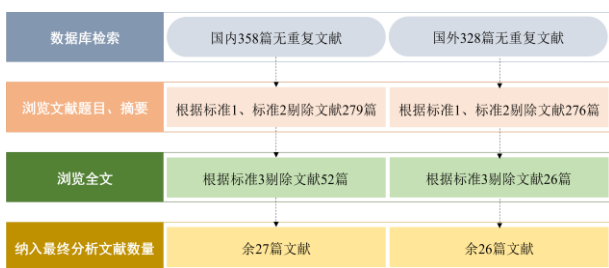 数据库检索
国内358篇无重复文献
国外328篇无重复文献
浏览文献题目、摘要
根据标准1、标准2剔除文献279篇
根据标准1、标准2剔除文献276篇
浏览全文
根据标准3剔除文献52篇
根据标准3剔除文献26篇
纳入最终分析文献数量
余27篇文献
余26篇文献